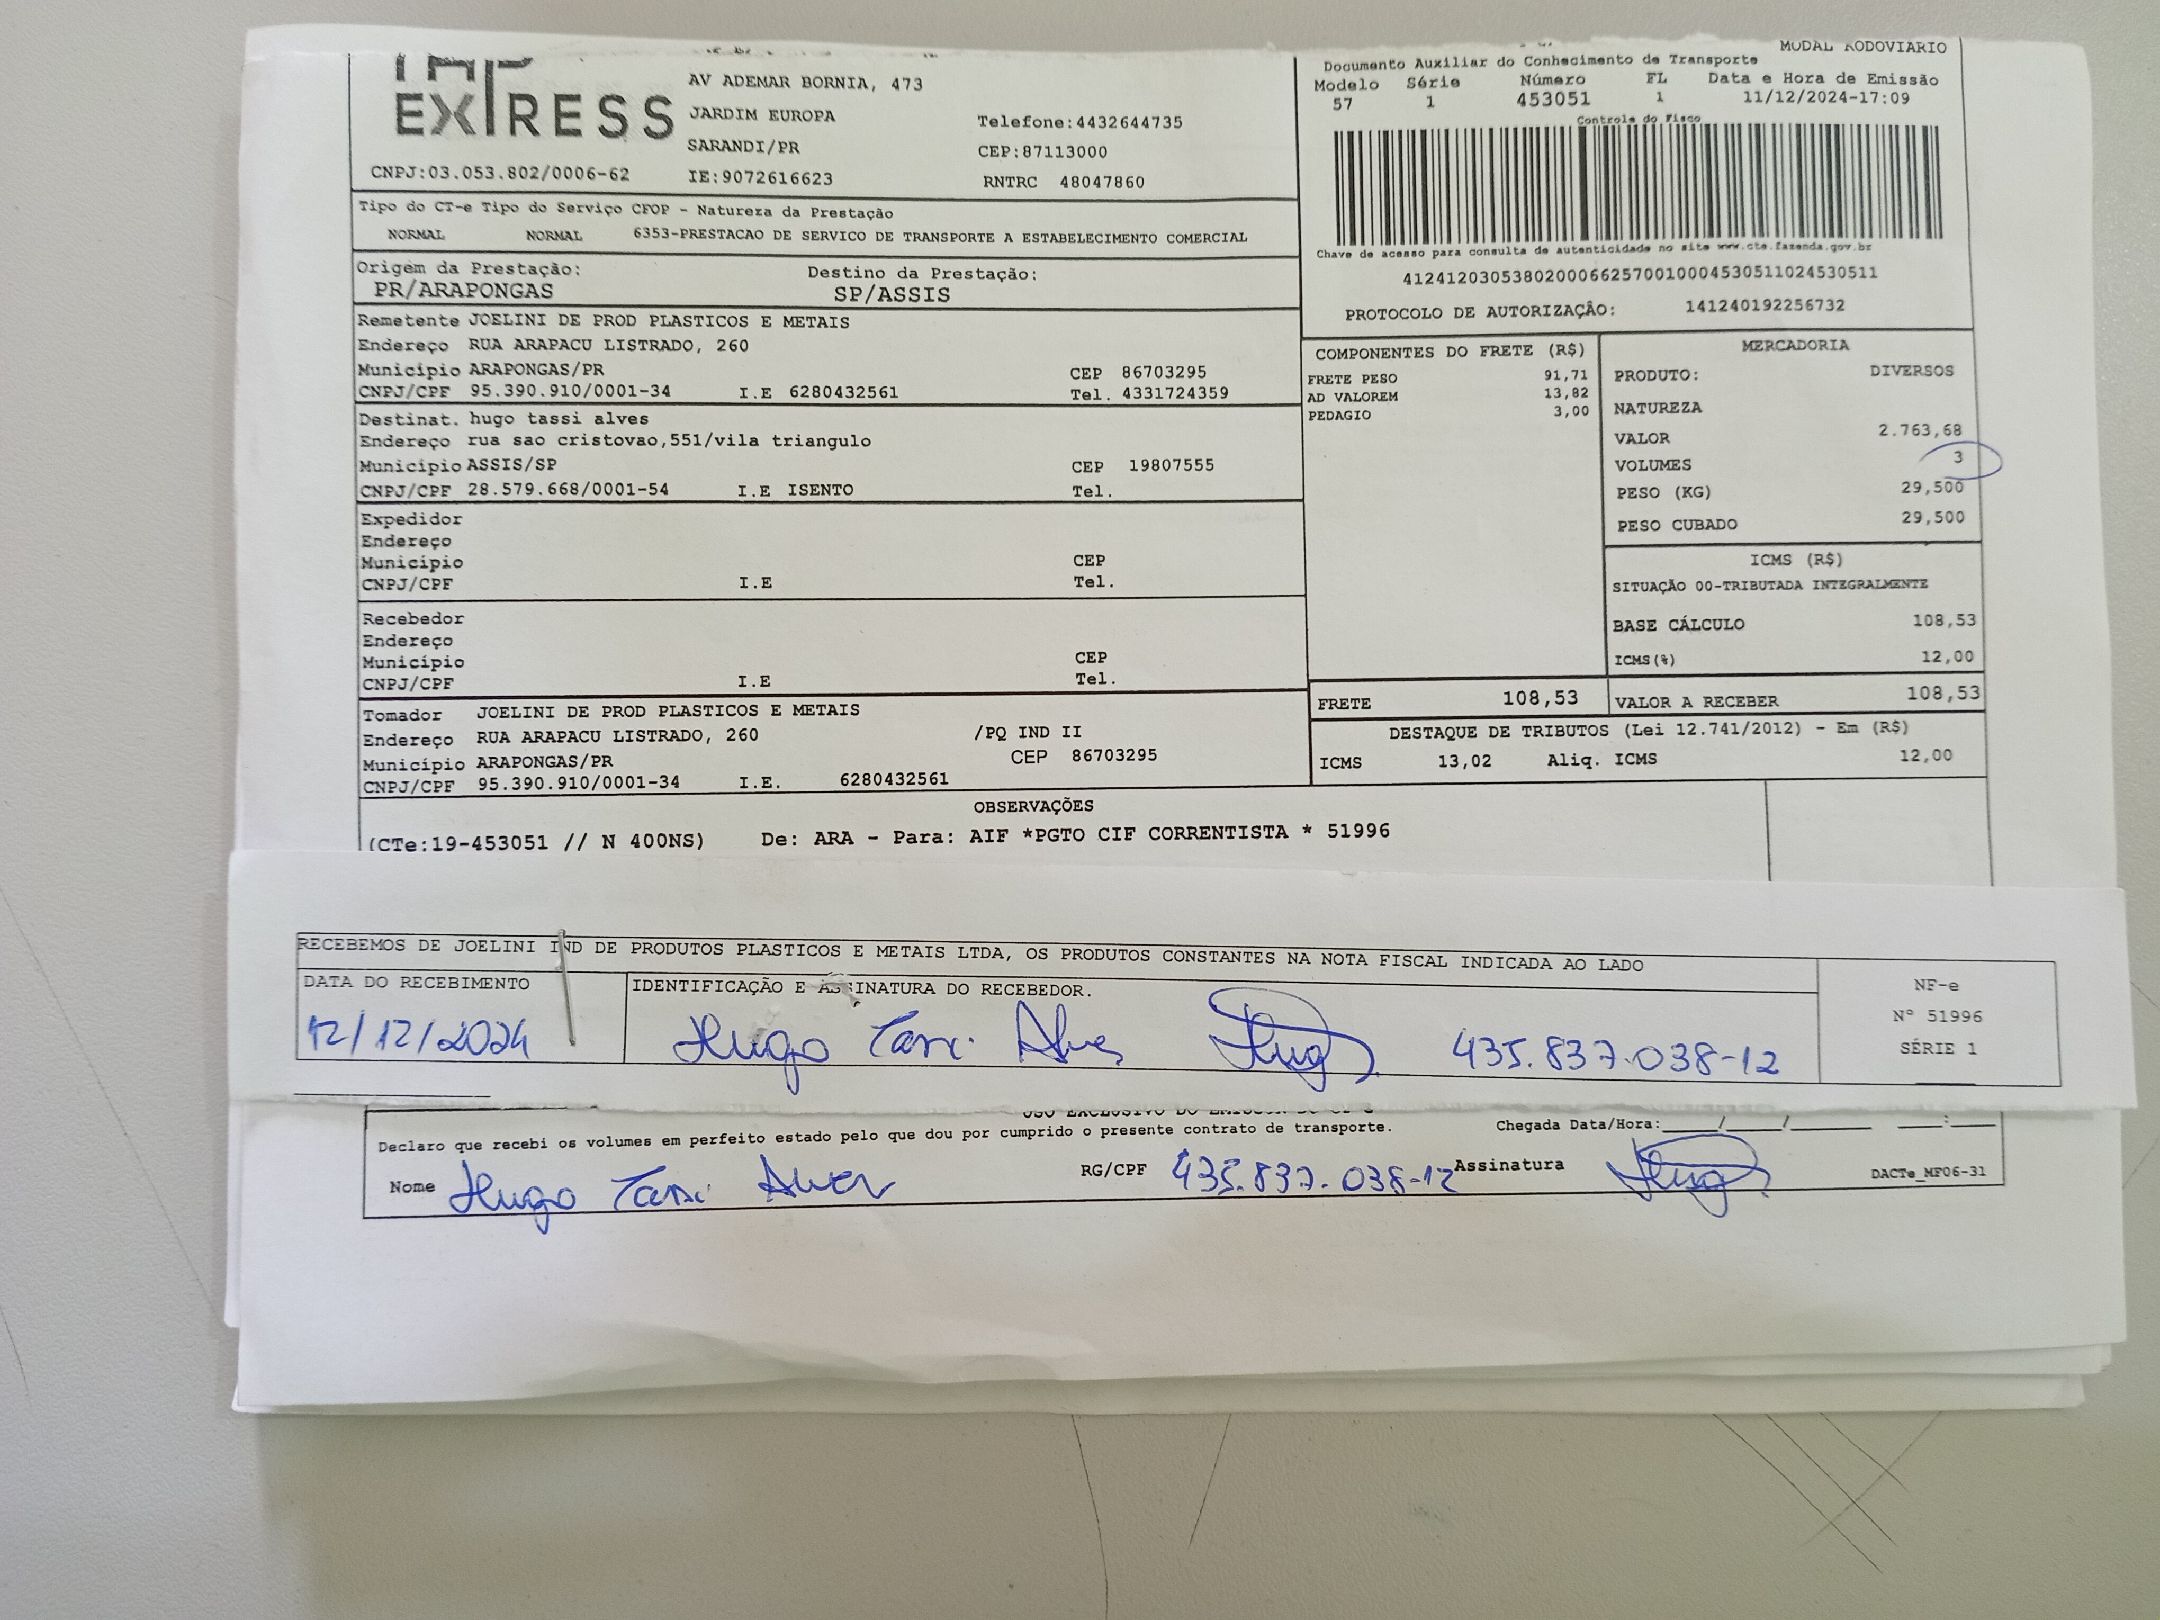 EXPRESS
AV ADEMAR BORNIA, 473
JARDIM EUROPA
SARANDI/PR
Telefone:4432644735
CEP:87113000
CNPJ:03.053.802/0006-62 IE:9072616623 RNTRC 48047860
MODAL RODOVIARIO
Documento Auxiliar do Conhecimento de Transporte
Modelo Série Número FL Data e Hora de Emissão
57 1 453051 1 11/12/2024-17:09
Controle do Fisco
Chave de acesso para consulta de autenticidade no site www.cte.fazenda.gov.br
41241203053802000662570010004530511024530511
PROTOCOLO DE AUTORIZAÇÃO: 141240192256732
Tipo do CT-e Tipo do Serviço CFOP - Natureza da Prestação
NORMAL NORMAL 6353-PRESTACAO DE SERVICO DE TRANSPORTE A ESTABELECIMENTO COMERCIAL
Origem da Prestação: Destino da Prestação:
PR/ARAPONGAS SP/ASSIS
Remetente JOELINI DE PROD PLASTICOS E METAIS
Endereço RUA ARAPACU LISTRADO, 260
Município ARAPONGAS/PR CEP 86703295
CNPJ/CPF 95.390.910/0001-34 I.E 6280432561 Tel. 4331724359
Destinat. hugo tassi alves
Endereço rua sao cristovao,551/vila triangulo
Município ASSIS/SP CEP 19807555
CNPJ/CPF 28.579.668/0001-54 I.E ISENTO Tel.
Expedidor
Endereço
Município CEP
CNPJ/CPF I.E Tel.
Recebedor
Endereço
Município CEP
CNPJ/CPF I.E Tel.
Tomador JOELINI DE PROD PLASTICOS E METAIS
Endereço RUA ARAPACU LISTRADO, 260 /PQ IND II
Município ARAPONGAS/PR CEP 86703295
CNPJ/CPF 95.390.910/0001-34 I.E. 6280432561
COMPONENTES DO FRETE (R$)
FRETE PESO 91,71
AD VALOREM 13,82
PEDAGIO 3,00
MERCADORIA
PRODUTO: DIVERSOS
NATUREZA
VALOR 2.763,68
VOLUMES 3
PESO (KG) 29,500
PESO CUBADO 29,500
ICMS (R$)
SITUAÇÃO 00-TRIBUTADA INTEGRALMENTE
BASE CÁLCULO 108,53
ICMS(%) 12,00
FRETE 108,53 VALOR A RECEBER 108,53
DESTAQUE DE TRIBUTOS (Lei 12.741/2012) - Em (R$)
ICMS 13,02 Aliq. ICMS 12,00
OBSERVAÇÕES
(CTe:19-453051 // N 400NS) De: ARA - Para: AIF *PGTO CIF CORRENTISTA * 51996
RECEBEMOS DE JOELINI IND DE PRODUTOS PLASTICOS E METAIS LTDA, OS PRODUTOS CONSTANTES NA NOTA FISCAL INDICADA AO LADO
DATA DO RECEBIMENTO IDENTIFICAÇÃO E ASSINATURA DO RECEBEDOR.
12/12/2024 Hugo Tassi Alves Hug 435.837.038-12
NF-e
Nº 51996
SÉRIE 1
Declaro que recebi os volumes em perfeito estado pelo que dou por cumprido o presente contrato de transporte. Chegada Data/Hora:____/____/______ ___:___
Nome Hugo Tassi Alves RG/CPF 435.837.038-12 Assinatura Hug DACTe_MF06-31